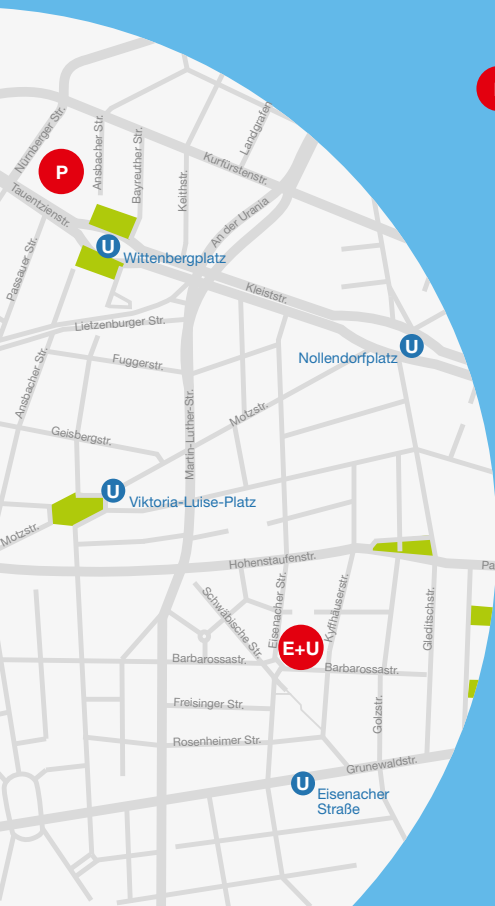 Nürnberger Str.
Ansbacher Str.
Bayreuther Str.
Keithstr.
Landgrafen
Kurfürstenstr.
P
Tauentzienstr.
An der Urania
Passauer Str.
U
Wittenbergplatz
Kleiststr.
Lietzenburger Str.
Nollendorfplatz
U
Fuggerstr.
Ansbacher Str.
Martin-Luther-Str.
Motzstr.
Geisbergstr.
U
Viktoria-Luise-Platz
Motzstr.
Hohenstaufenstr.
Pa
Schwäbische Str.
Eisenacher Str.
Kyffhäuserstr.
Gleditschstr.
E+U
Barbarossastr.
Barbarossastr.
Freisinger Str.
Golzstr.
Rosenheimer Str.
Grunewaldstr.
U
Eisenacher
Straße